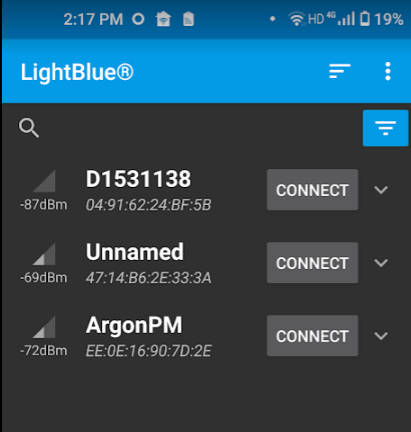 2:17 PM HD 4G 19%
LightBlue®
D1531138 CONNECT
-87dBm 04:91:62:24:BF:5B
Unnamed CONNECT
-69dBm 47:14:B6:2E:33:3A
ArgonPM CONNECT
-72dBm EE:0E:16:90:7D:2E